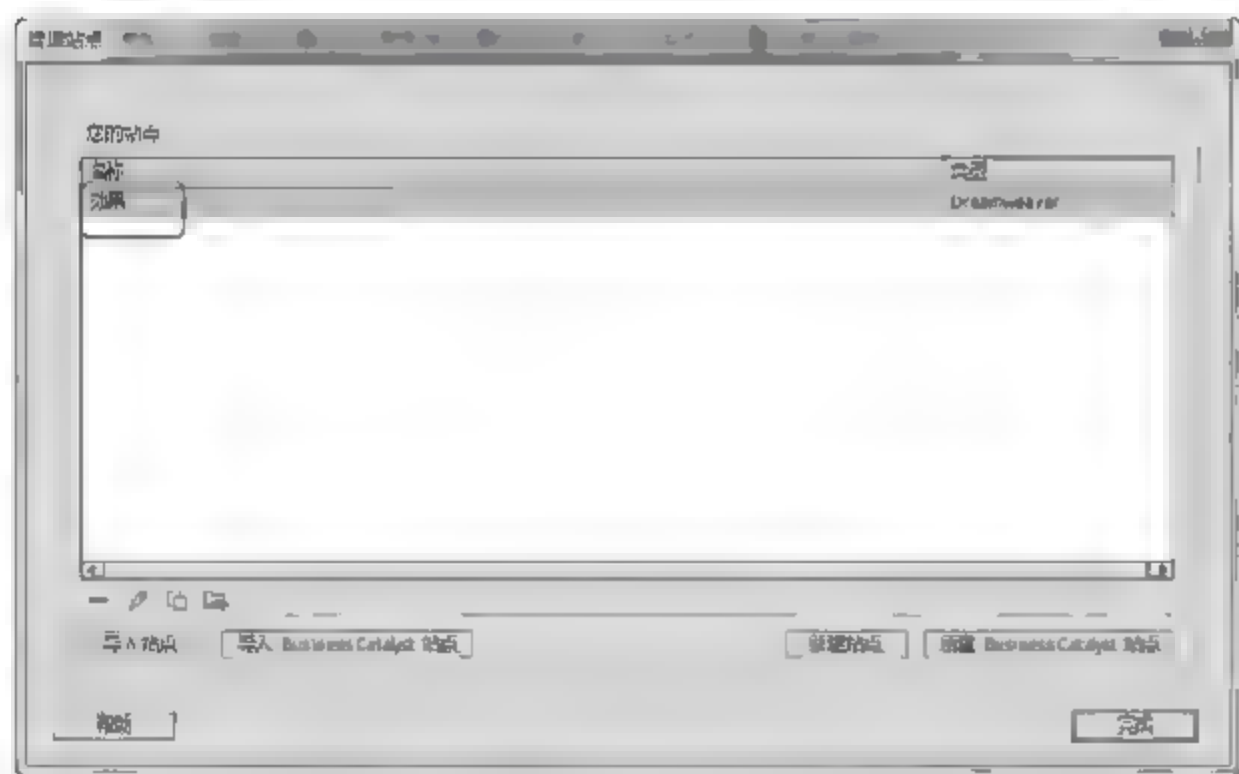 管理站点
您的站点
名称 类型
效果 Dreamweaver
导入站点 导入 Business Catalyst 站点 新建站点 新建 Business Catalyst 站点
帮助 完成